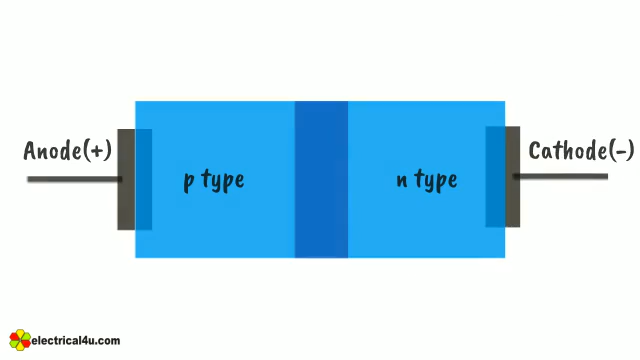 Anode(+)
Cathode(-)
p type
n type
electrical4u.com